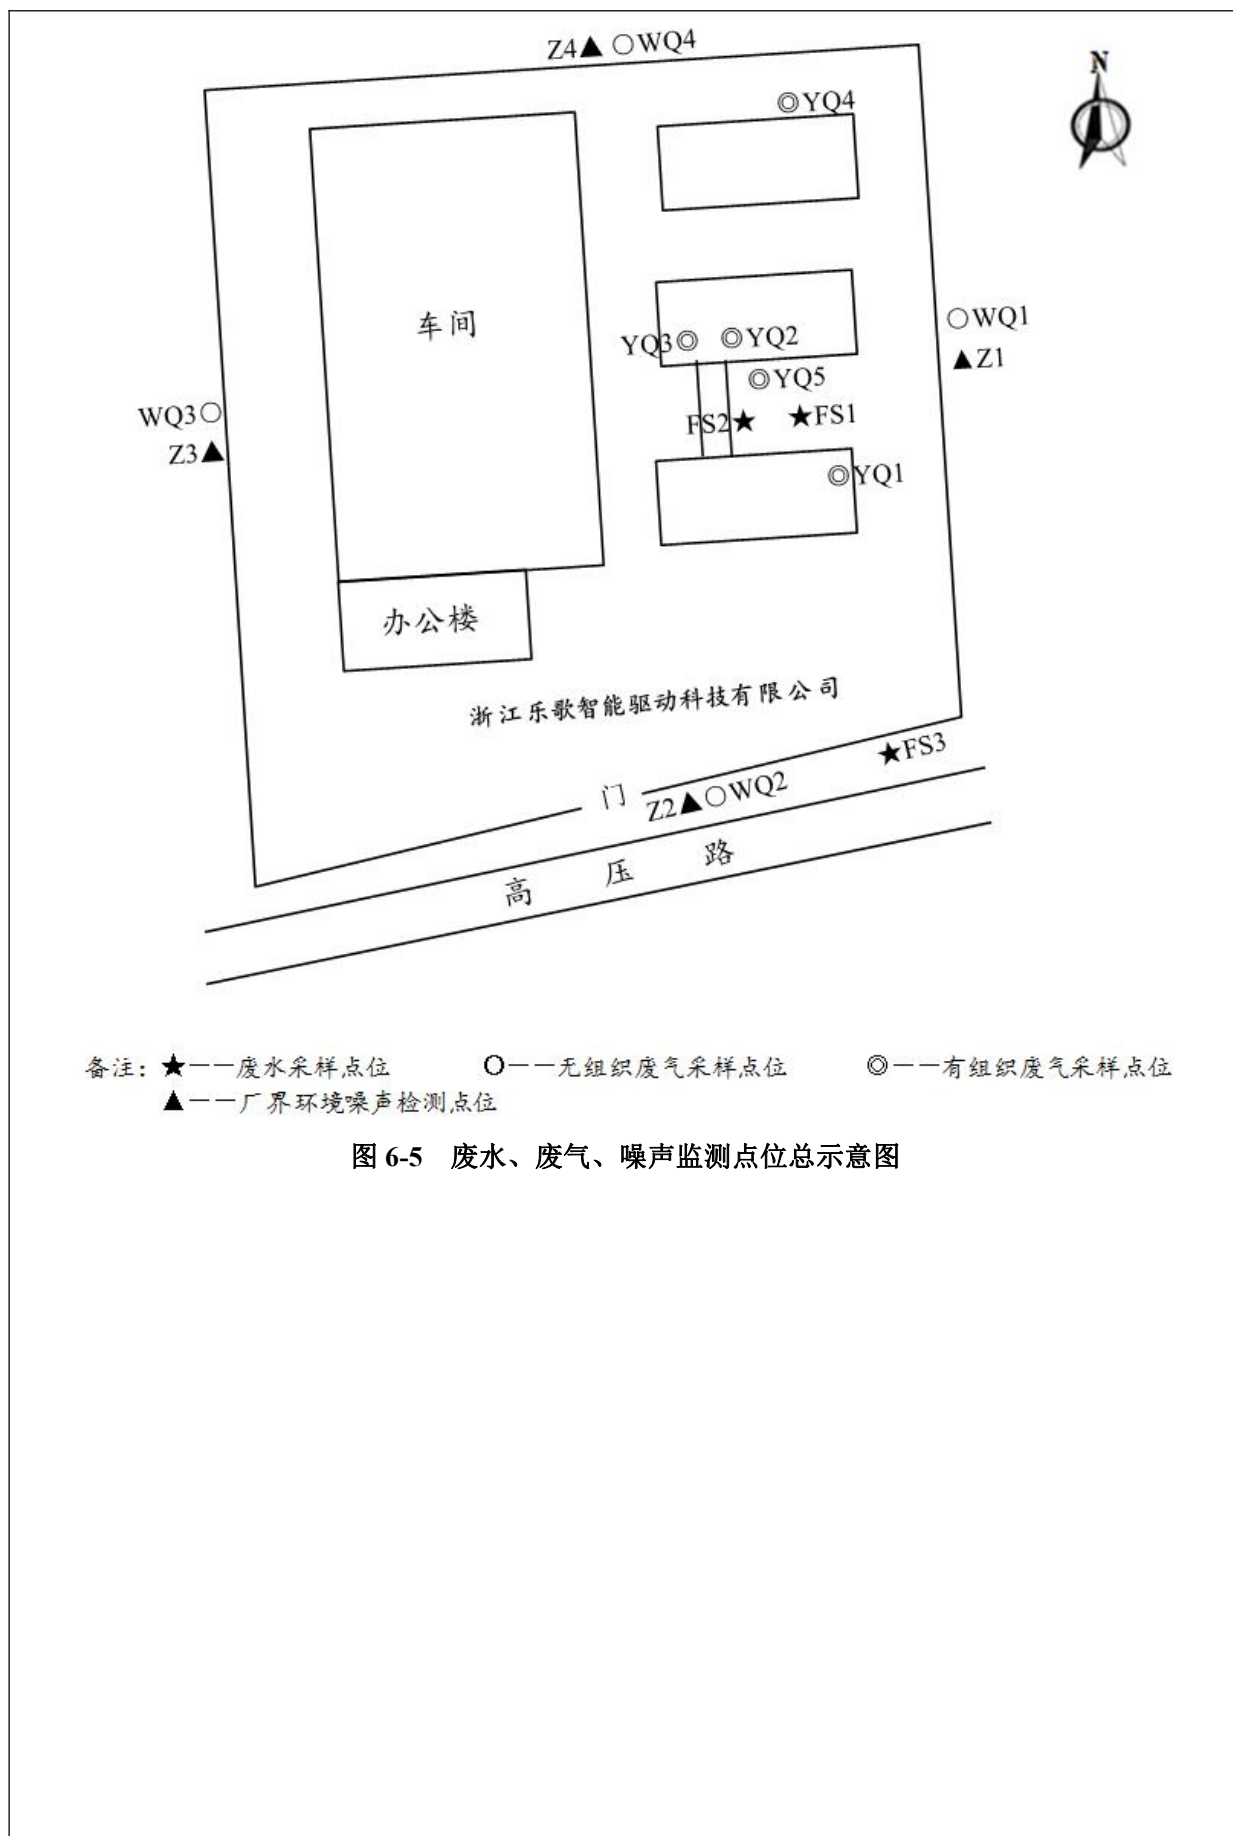 Z4▲ ○WQ4
N
◎YQ4
车间
○WQ1
YQ3◎ ◎YQ2
▲Z1
◎YQ5
WQ3○
FS2★ ★FS1
Z3▲
◎YQ1
办公楼
浙江乐歌智能驱动科技有限公司
★FS3
门
Z2▲○WQ2
高压路
备注：★——废水采样点位 ○——无组织废气采样点位 ◎——有组织废气采样点位
▲——厂界环境噪声检测点位
图 6-5 废水、废气、噪声监测点位总示意图